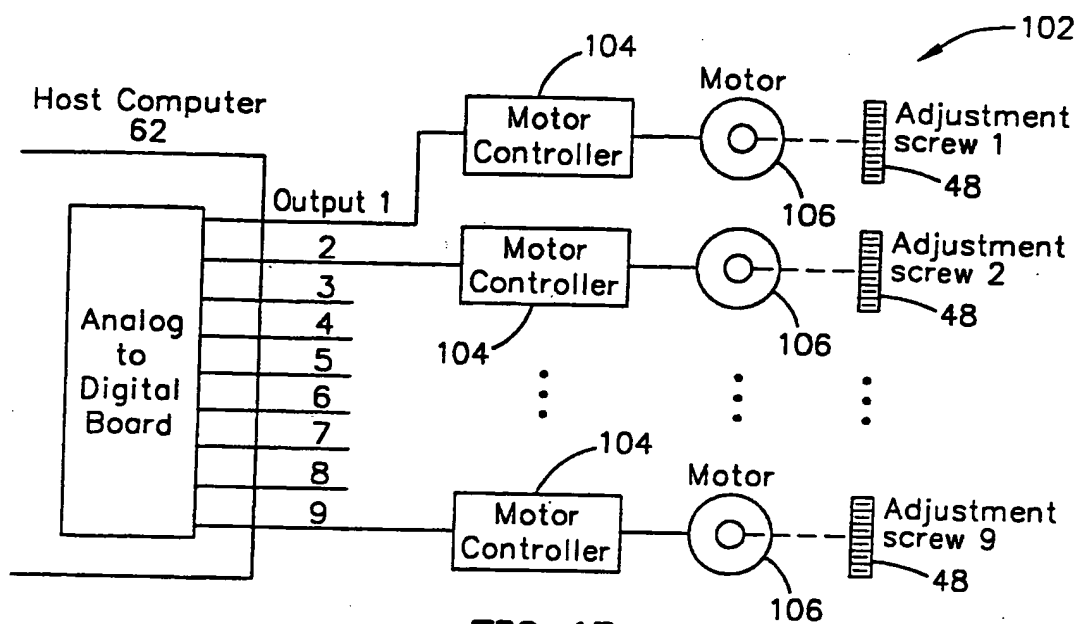 102
104
Host Computer
62
Motor
Controller
Motor
106
Adjustment
screw 1
48
Output 1
2
3
4
5
6
7
8
9
Analog
to
Digital
Board
Motor
Controller
104
106
Adjustment
screw 2
48
104
Motor
Controller
Motor
106
Adjustment
screw 9
48